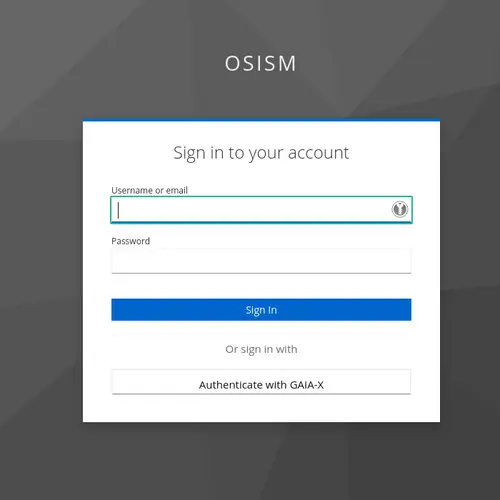 OSISM
Sign in to your account
Username or email
Password
Sign In
Or sign in with
Authenticate with GAIA-X